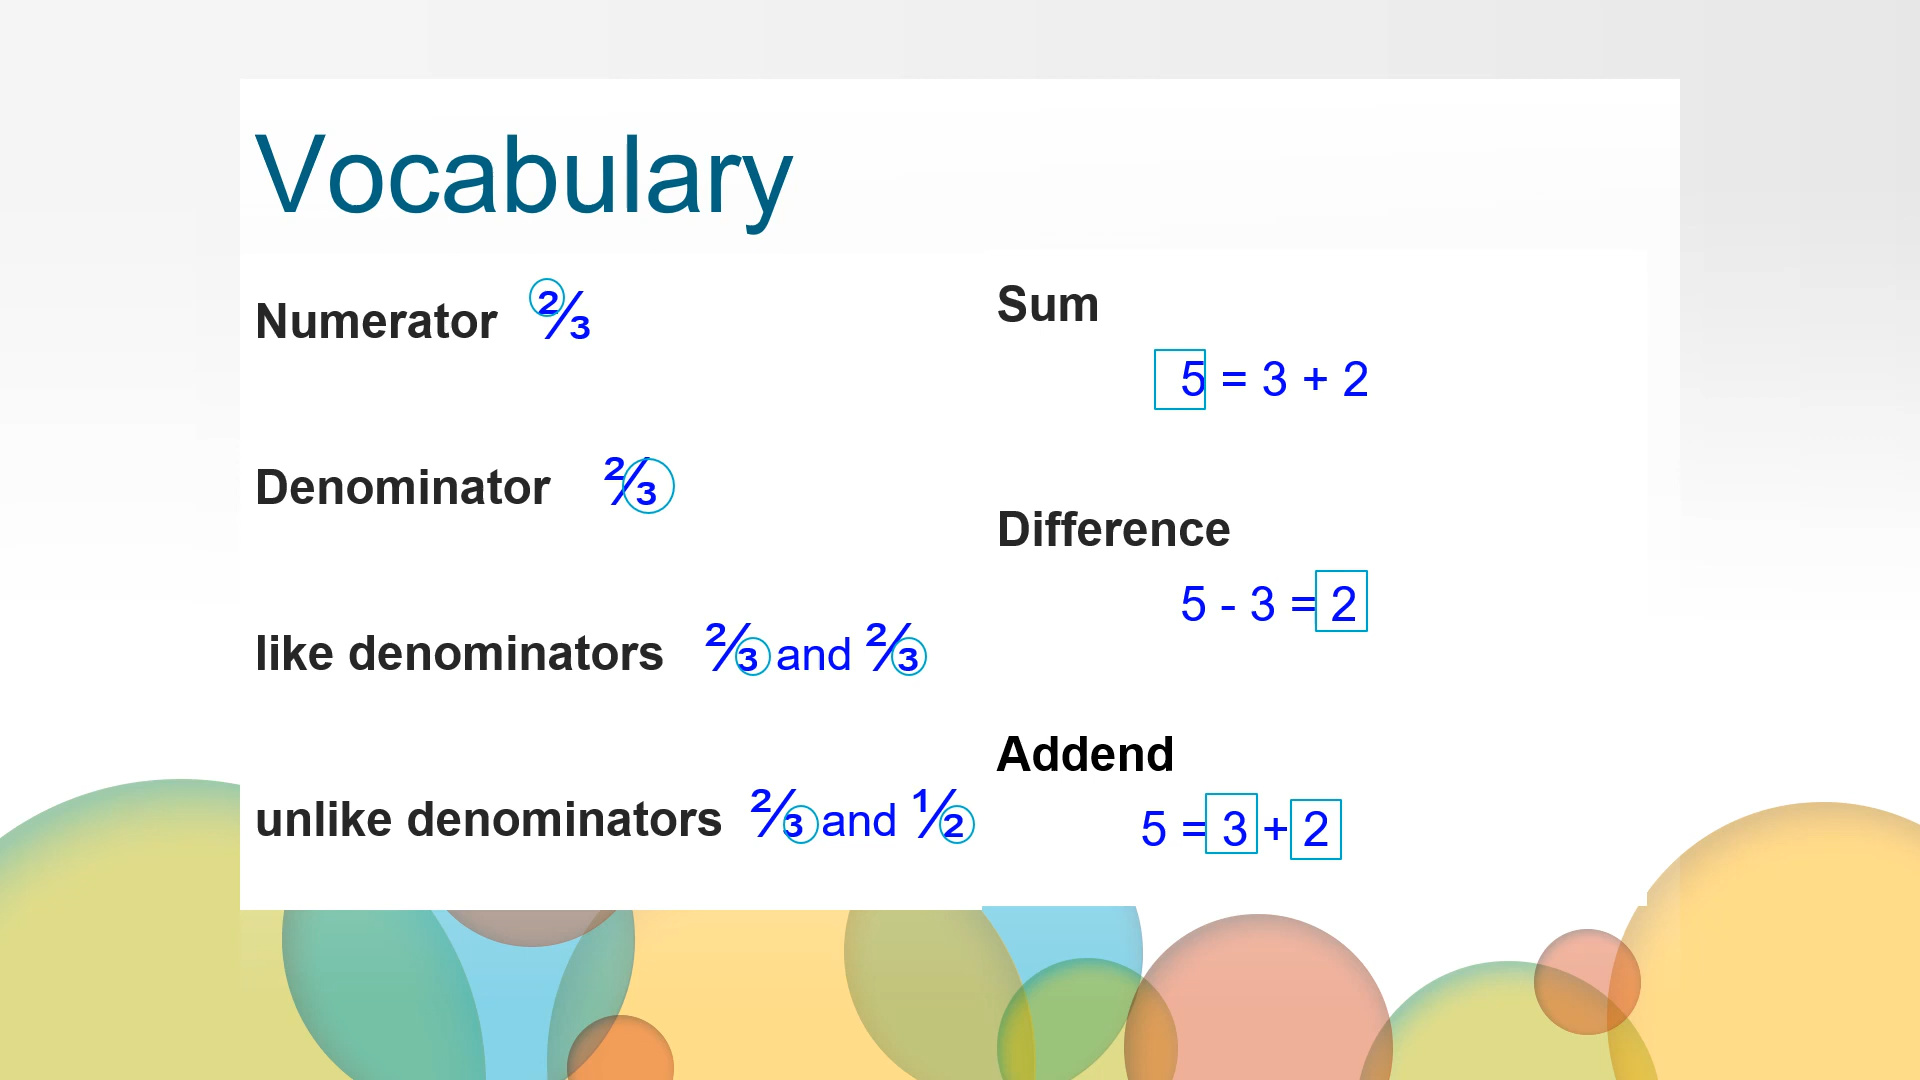 Vocabulary
Numerator ⅔
Denominator ⅔
like denominators ⅔ and ⅔
unlike denominators ⅔ and ½
Sum
5 = 3 + 2
Difference
5 - 3 = 2
Addend
5 = 3 + 2